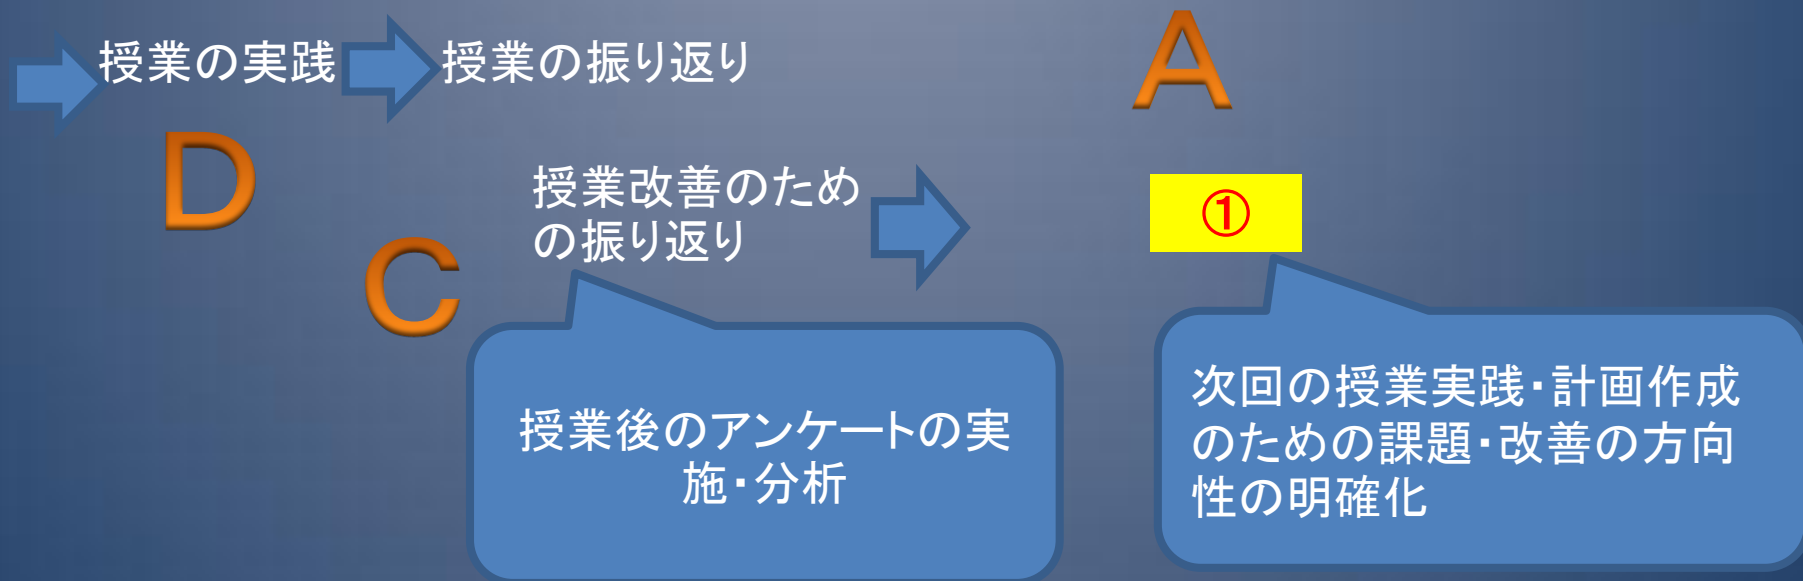 授業の実践
授業の振り返り
A
D
C
授業改善のため
の振り返り
①
授業後のアンケートの実
施・分析
次回の授業実践・計画作成
のための課題・改善の方向
性の明確化